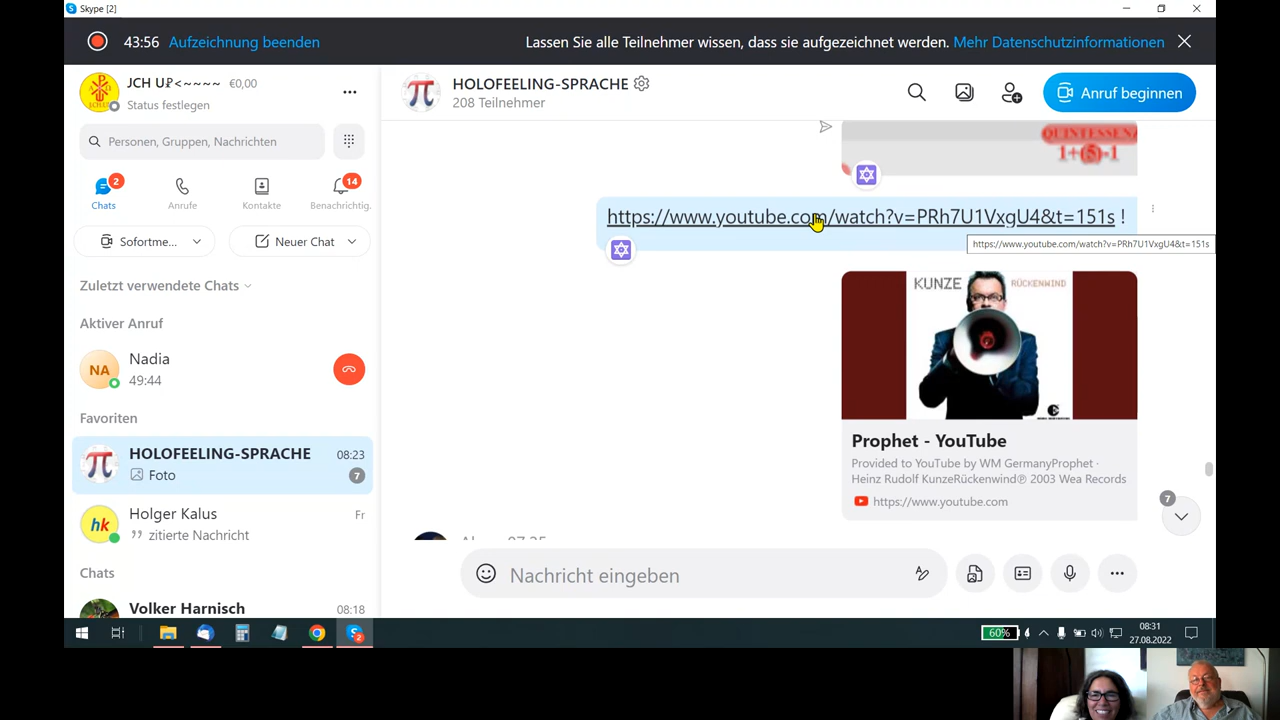 Skype [2]
43:56 Aufzeichnung beenden
Lassen Sie alle Teilnehmer wissen, dass sie aufgezeichnet werden. Mehr Datenschutzinformationen
€0,00
Status festlegen
Personen, Gruppen, Nachrichten
2
14
Chats
Anrufe
Kontakte
Benachrichtig.
Sofortme...
Neuer Chat
Zuletzt verwendete Chats
Aktiver Anruf
NA
Nadia
49:44
Favoriten
HOLOFEELING-SPRACHE 08:23
Foto 7
hk
Holger Kalus Fr
zitierte Nachricht
Chats
Volker Harnisch 08:18
HOLOFEELING-SPRACHE
208 Teilnehmer
Anruf beginnen
QUINTESSENZ
1+(5)-1
https://www.youtube.com/watch?v=PRh7U1VxgU4&t=151s !
https://www.youtube.com/watch?v=PRh7U1VxgU4&t=151s
KUNZE RÜCKENWIND
Prophet - YouTube
Provided to YouTube by WM GermanyProphet ·
Heinz Rudolf KunzeRückenwind℗ 2003 Wea Records
https://www.youtube.com
7
Nachricht eingeben
60%
08:31
27.08.2022